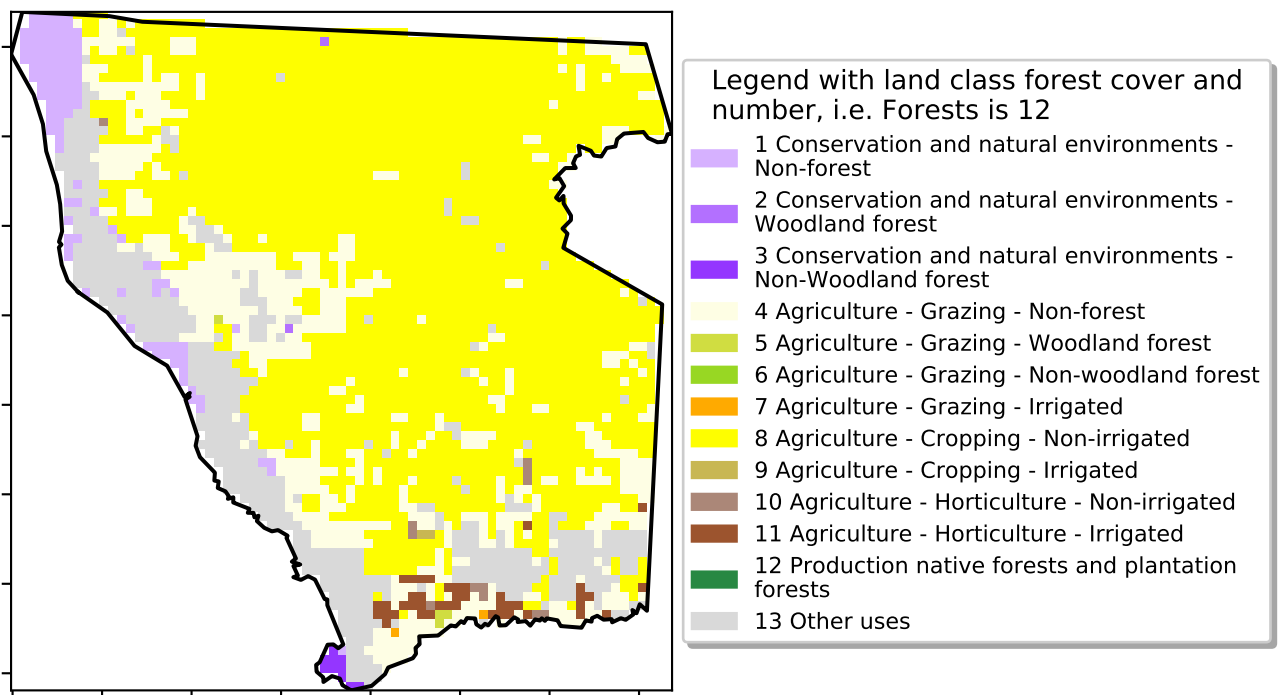 Legend with land class forest cover and
number, i.e. Forests is 12
1 Conservation and natural environments -
Non-forest
2 Conservation and natural environments -
Woodland forest
3 Conservation and natural environments -
Non-Woodland forest
4 Agriculture - Grazing - Non-forest
5 Agriculture - Grazing - Woodland forest
6 Agriculture - Grazing - Non-woodland forest
7 Agriculture - Grazing - Irrigated
8 Agriculture - Cropping - Non-irrigated
9 Agriculture - Cropping - Irrigated
10 Agriculture - Horticulture - Non-irrigated
11 Agriculture - Horticulture - Irrigated
12 Production native forests and plantation
forests
13 Other uses